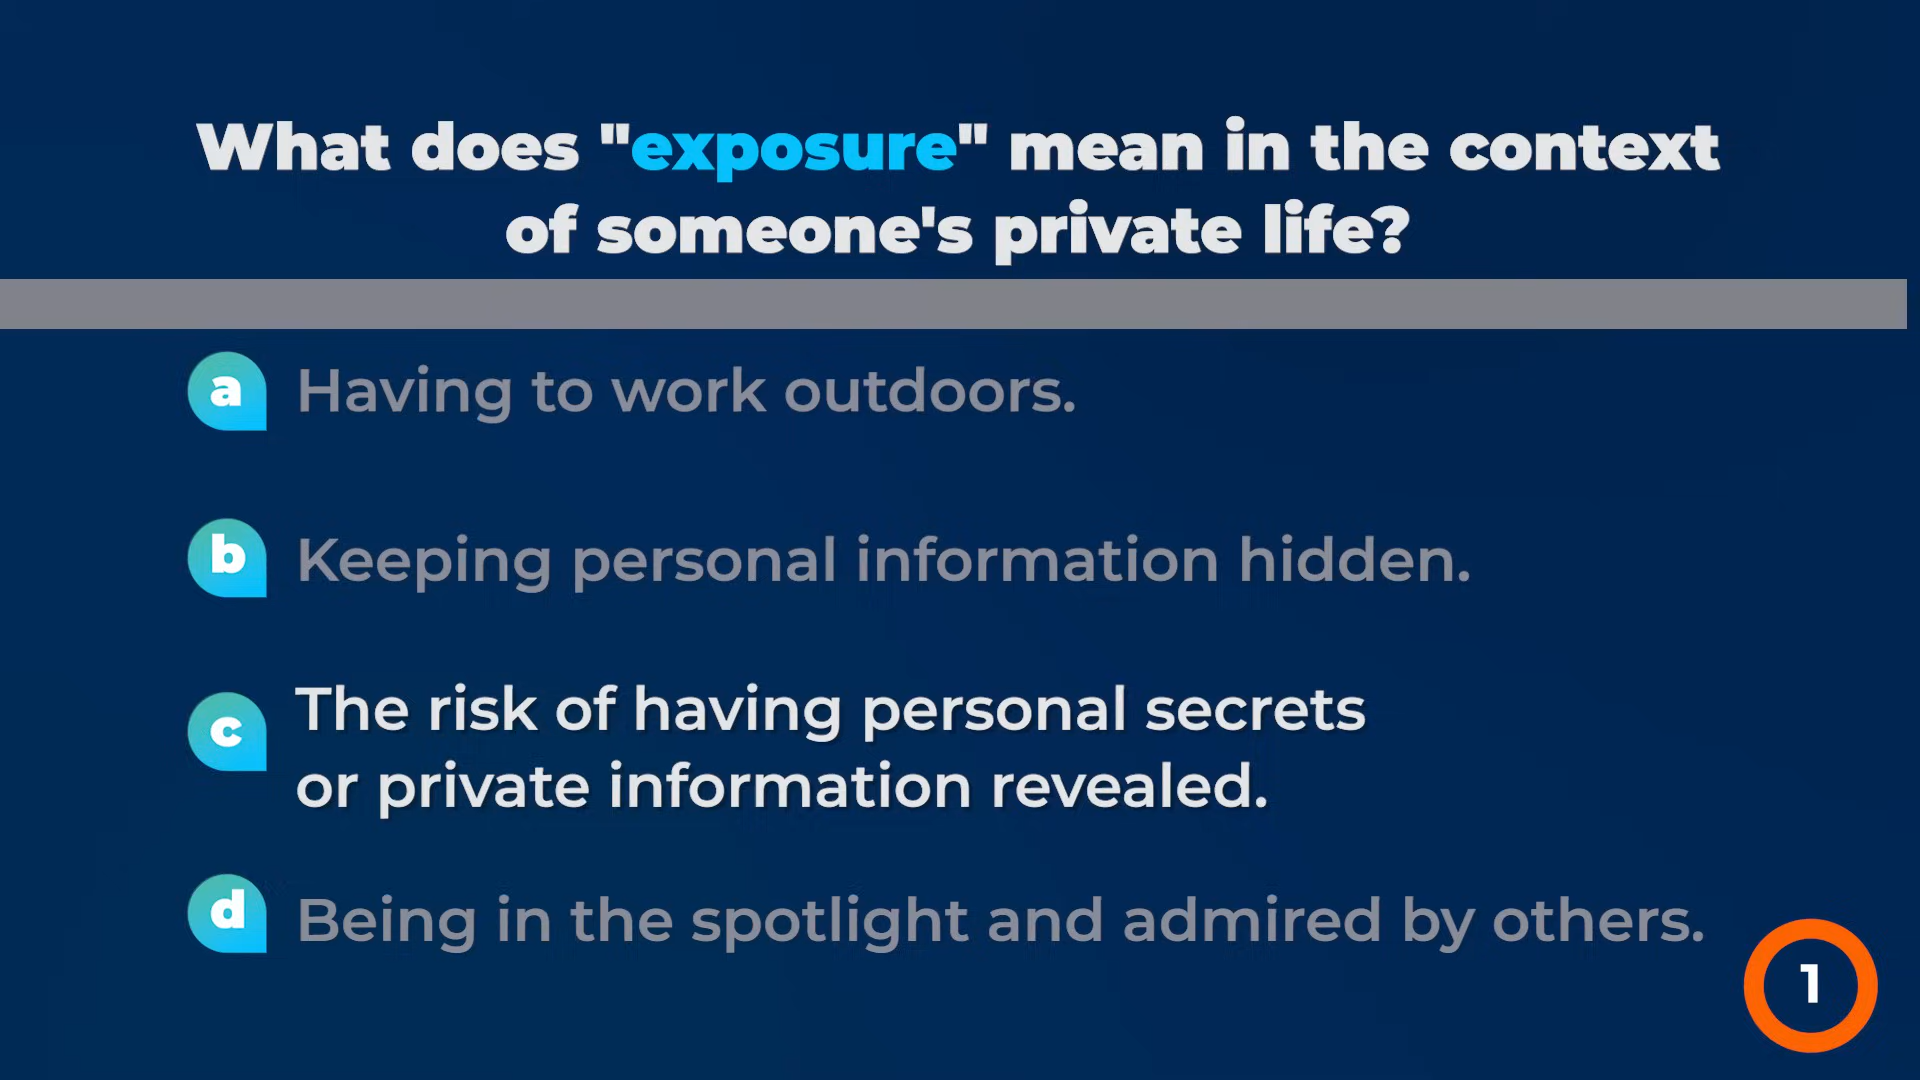 What does "exposure" mean in the context
of someone's private life?
a Having to work outdoors.
b Keeping personal information hidden.
c The risk of having personal secrets
or private information revealed.
d Being in the spotlight and admired by others.
1